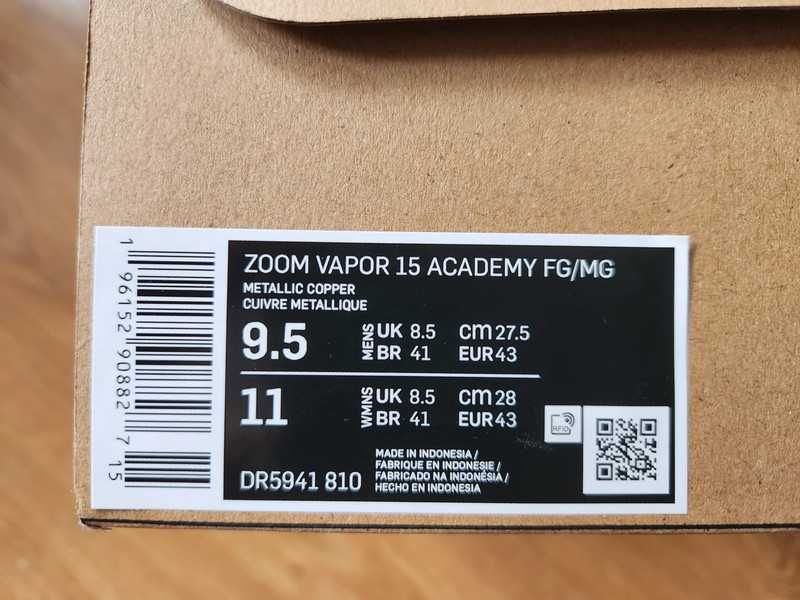 ZOOM VAPOR 15 ACADEMY FG/MG
METALLIC COPPER
CUIVRE METALLIQUE
9.5 MENS UK 8.5 CM 27.5
BR 41 EUR 43
11 WMNS UK 8.5 CM 28
BR 41 EUR 43
DR5941 810
MADE IN INDONESIA /
FABRIQUE EN INDONESIE /
FABRICADO NA INDONÉSIA /
HECHO EN INDONESIA
RFID
1 96152 90882 7 15